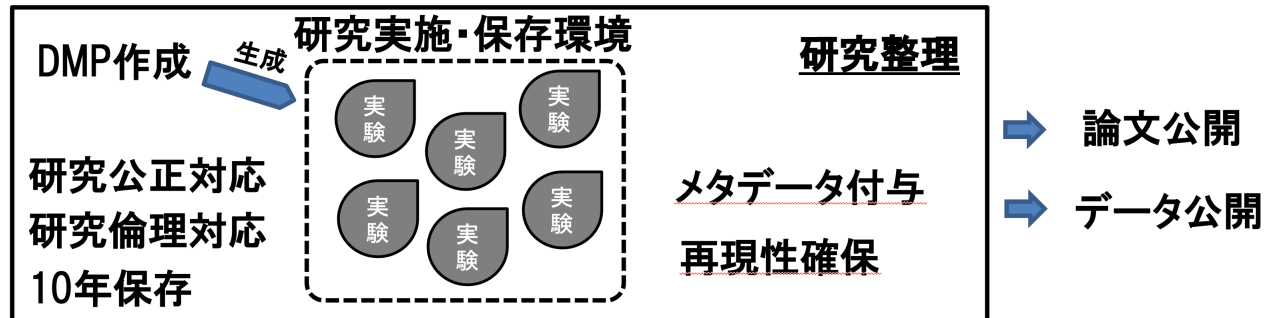 DMP作成
生成
研究実施・保存環境
研究整理
実験
実験
実験
実験
実験
実験
研究公正対応
研究倫理対応
10年保存
メタデータ付与
再現性確保
論文公開
データ公開